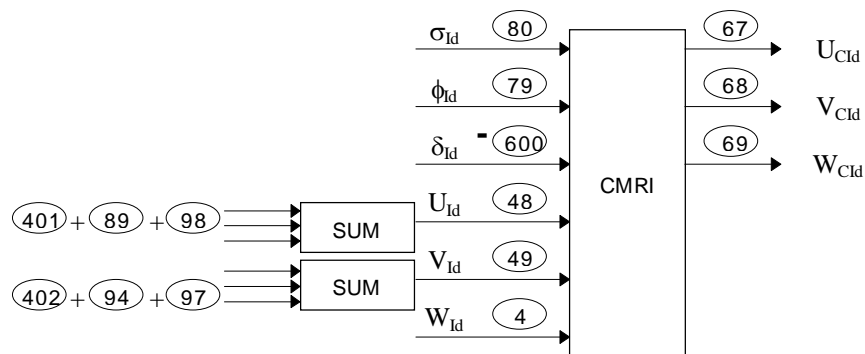 σId 80 67 UCId
ϕId 79 68 VCId
δId - 600 69 WCId
CMRI
401 + 89 + 98 SUM UId 48
402 + 94 + 97 SUM VId 49
WId 4